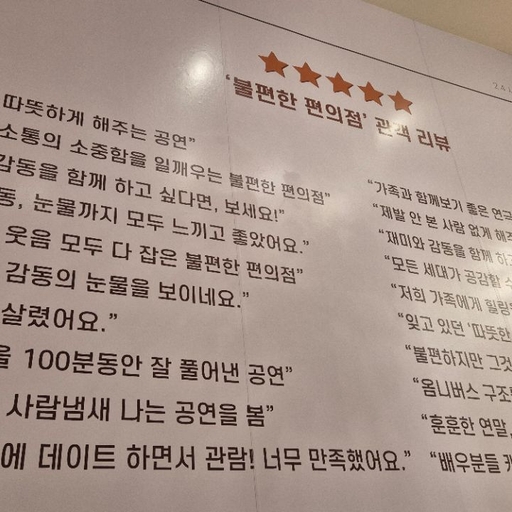 '불편한 편의점' 관객 리뷰
따뜻하게 해주는 공연"
소통의 소중함을 일깨우는 불편한 편의점"
감동을 함께 하고 싶다면, 보세요!"
동, 눈물까지 모두 느끼고 좋았어요."
웃음 모두 다 잡은 불편한 편의점"
감동의 눈물을 보이네요."
살렸어요."
을 100분동안 잘 풀어낸 공연"
사람냄새 나는 공연을 봄"
에 데이트 하면서 관람! 너무 만족했어요."
"가족과 함께보기 좋은 연극
"제발 안 본 사람 없게 해주
"재미와 감동을 함께 하
"모든 세대가 공감할
"저희 가족에게 힐링
"잊고 있던 '따뜻한
"불편하지만 그것
"옴니버스 구조
"훈훈한 연말,
"배우분들